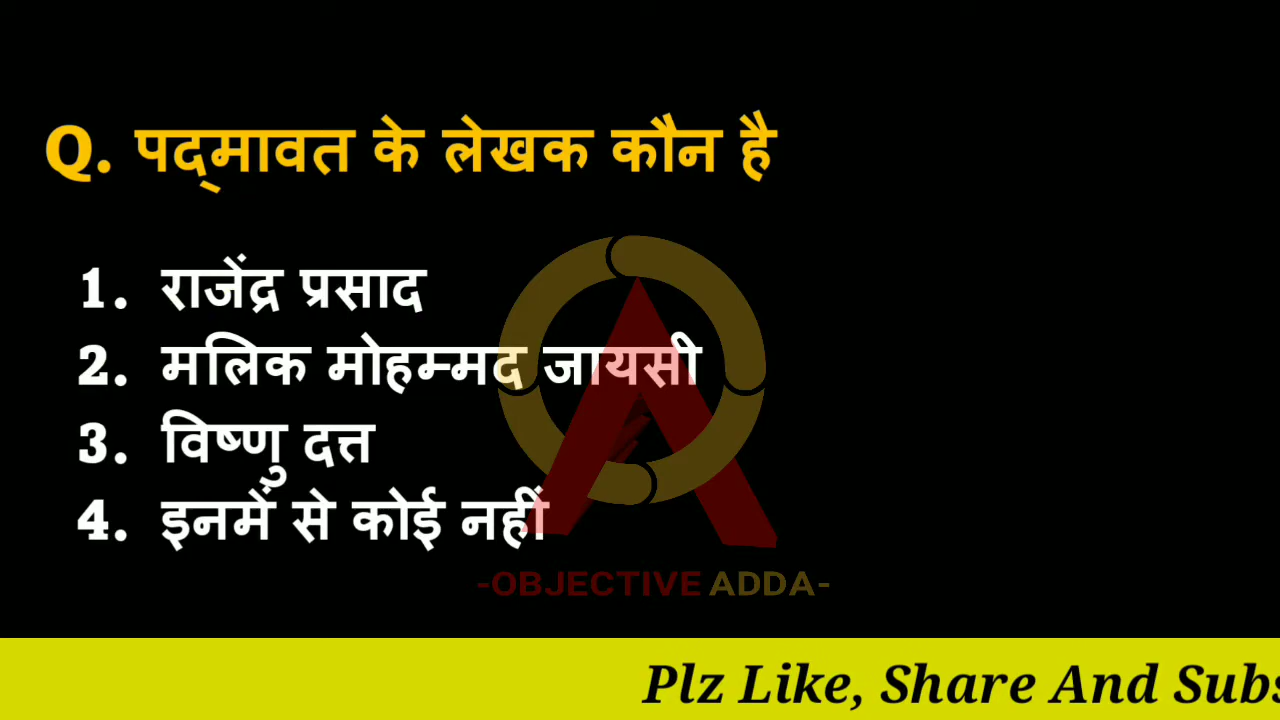 Q. पद्‌मावत के लेखक कौन है
1. राजेंद्र प्रसाद
2. मलिक मोहम्मद जायसी
3. विष्णु दत्त
4. इनमें से कोई नहीं
-OBJECTIVE ADDA-
Plz Like, Share And Subs